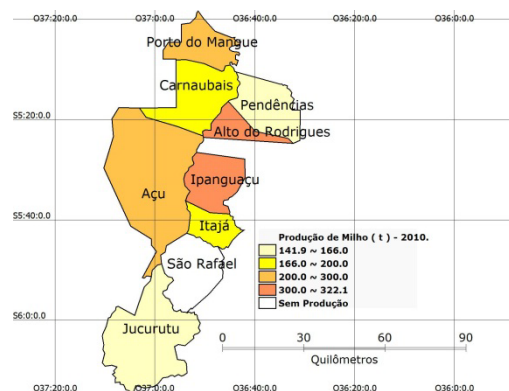 O37:20:0.0 O37:0:0.0 O36:40:0.0 O36:20:0.0 O36:0:0.0
Porto do Mangue
Carnaubais
Pendências
S5:20:0.0
Alto do Rodrigues
Açu
Ipanguaçu
S5:40:0.0
Itajá
Produção de Milho ( t ) - 2010.
141.9 ~ 166.0
166.0 ~ 200.0
200.0 ~ 300.0
300.0 ~ 322.1
Sem Produção
São Rafael
S6:0:0.0
Jucurutu
0 30 60 90
Quilômetros
O37:20:0.0 O37:0:0.0 O36:40:0.0 O36:20:0.0 O36:0:0.0